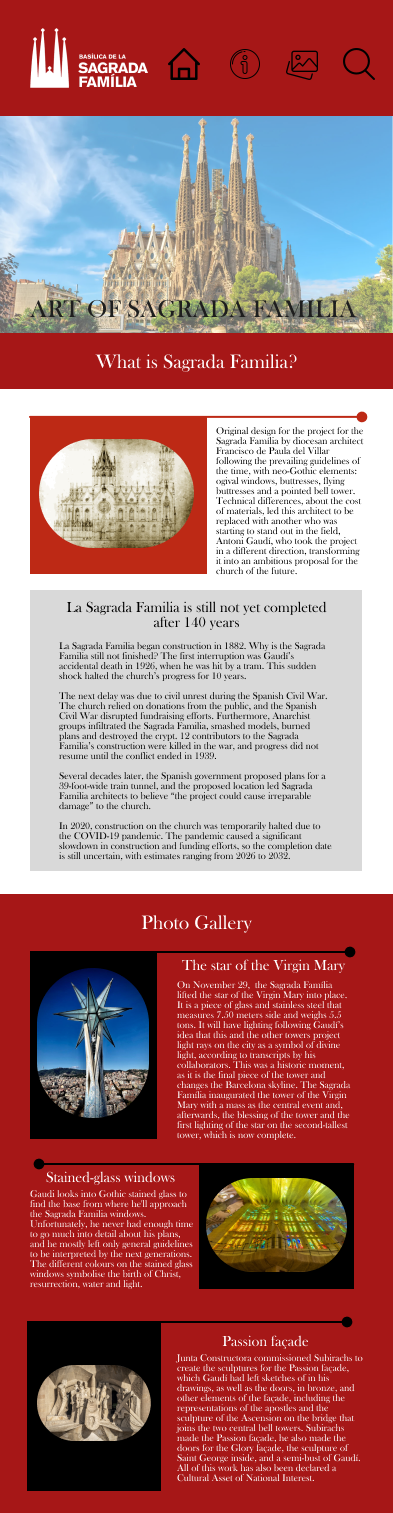 BASÍLICA DE LA
SAGRADA
FAMÍLIA
ART OF SAGRADA FAMILIA
What is Sagrada Familia?
Original design for the project for the
Sagrada Família by diocesan architect
Francisco de Paula del Villar
following the prevailing guidelines of
the time, with neo-Gothic elements:
ogival windows, buttresses, flying
buttresses and a pointed bell tower.
Technical differences, about the cost
of materials, led this architect to be
replaced with another who was
starting to stand out in the field,
Antoni Gaudí, who took the project
in a different direction, transforming
it into an ambitious proposal for the
church of the future.
La Sagrada Familia is still not yet completed
after 140 years
La Sagrada Familia began construction in 1882. Why is the Sagrada
Familia still not finished? The first interruption was Gaudí's
accidental death in 1926, when he was hit by a tram. This sudden
shock halted the church's progress for 10 years.
The next delay was due to civil unrest during the Spanish Civil War.
The church relied on donations from the public, and the Spanish
Civil War disrupted fundraising efforts. Furthermore, Anarchist
groups infiltrated the Sagrada Familia, smashed models, burned
plans and destroyed the crypt. 12 contributors to the Sagrada
Familia's construction were killed in the war, and progress did not
resume until the conflict ended in 1939.
Several decades later, the Spanish government proposed plans for a
39-foot-wide train tunnel, and the proposed location led Sagrada
Familia architects to believe "the project could cause irreparable
damage" to the church.
In 2020, construction on the church was temporarily halted due to
the COVID-19 pandemic. The pandemic caused a significant
slowdown in construction and funding efforts, so the completion date
is still uncertain, with estimates ranging from 2026 to 2032.
Photo Gallery
The star of the Virgin Mary
On November 29, the Sagrada Família
lifted the star of the Virgin Mary into place.
It is a piece of glass and stainless steel that
measures 7,50 meters side and weighs 5,5
tons. It will have lighting following Gaudí's
idea that this and the other towers project
light rays on the city as a symbol of divine
light, according to transcripts by his
collaborators. This was a historic moment,
as it is the final piece of the tower and
changes the Barcelona skyline. The Sagrada
Família inaugurated the tower of the Virgin
Mary with a mass as the central event and,
afterwards, the blessing of the tower and the
first lighting of the star on the second-tallest
tower, which is now complete.
Stained-glass windows
Gaudí looks into Gothic stained glass to
find the base from where he'll approach
the Sagrada Família windows.
Unfortunately, he never had enough time
to go much into detail about his plans,
and he mostly left only general guidelines
to be interpreted by the next generations.
The different colours on the stained glass
windows symbolise the birth of Christ,
resurrection, water and light.
Passion façade
Junta Constructora commissioned Subirachs to
create the sculptures for the Passion façade,
which Gaudí had left sketches of in his
drawings, as well as the doors, in bronze, and
other elements of the façade, including the
representations of the apostles and the
sculpture of the Ascension on the bridge that
joins the two central bell towers. Subirachs
made the Passion façade, he also made the
doors for the Glory façade, the sculpture of
Saint George inside, and a semi-bust of Gaudí.
All of this work has also been declared a
Cultural Asset of National Interest.